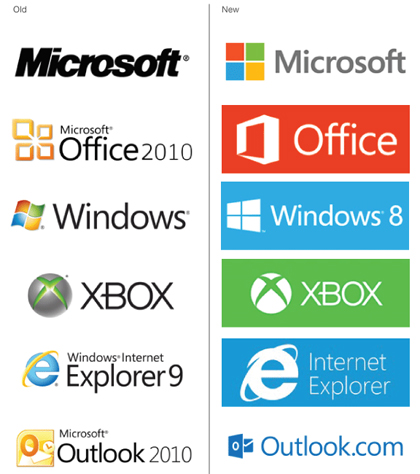 Old
New
Microsoft®
Microsoft
Microsoft®
Office 2010
Office
Windows®
Windows® 8
XBOX
XBOX
Windows® Internet
Explorer 9
Internet
Explorer
Microsoft®
Outlook 2010
Outlook.com